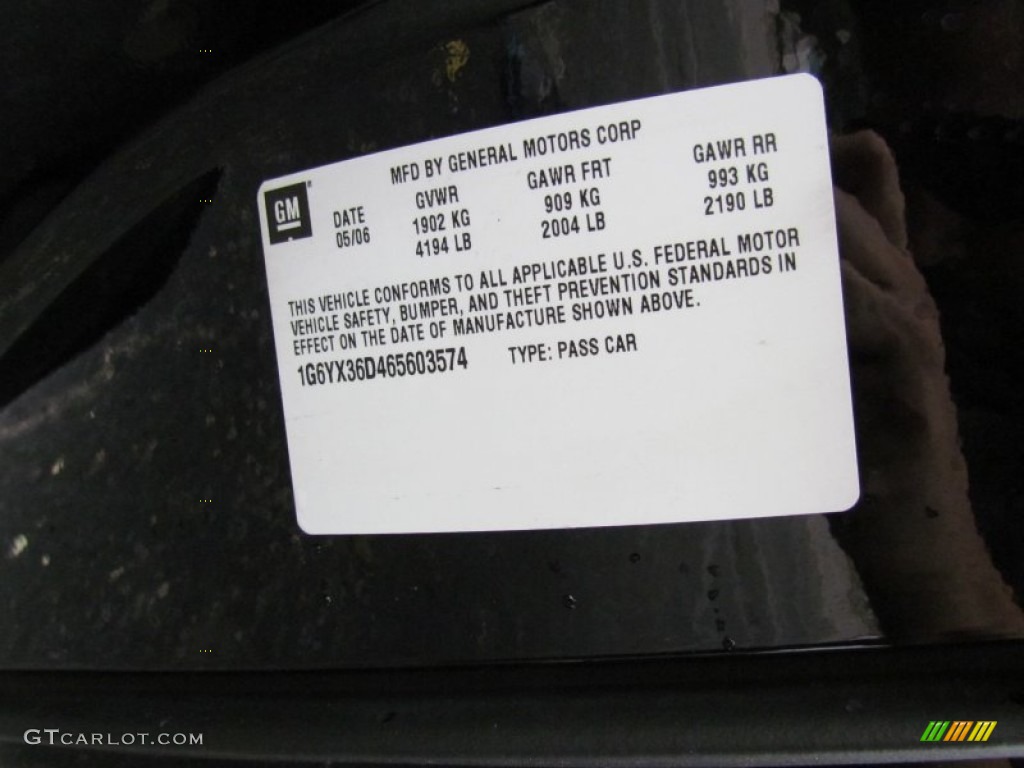 MFD BY GENERAL MOTORS CORP
GM
DATE GVWR GAWR FRT GAWR RR
05/06 1902 KG 909 KG 993 KG
4194 LB 2004 LB 2190 LB
THIS VEHICLE CONFORMS TO ALL APPLICABLE U.S. FEDERAL MOTOR
VEHICLE SAFETY, BUMPER, AND THEFT PREVENTION STANDARDS IN
EFFECT ON THE DATE OF MANUFACTURE SHOWN ABOVE.
1G6YX36D465603574 TYPE: PASS CAR
GTCARLOT.COM